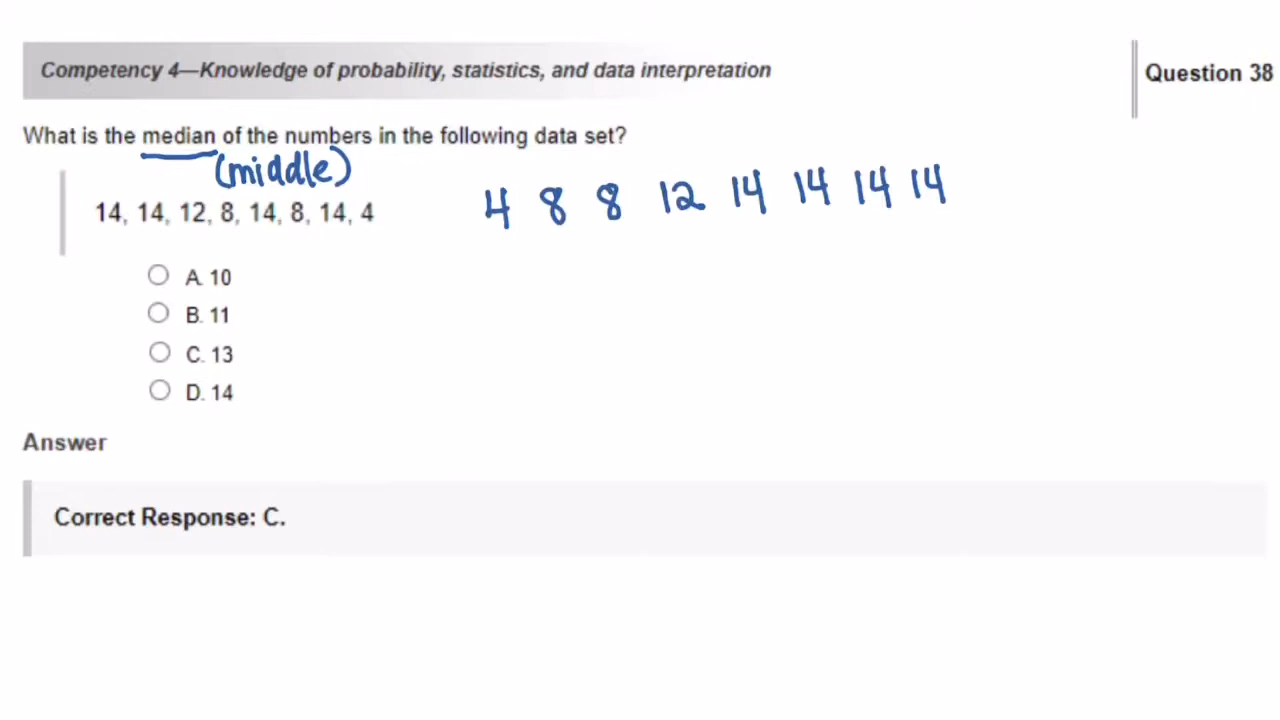 Competency 4—Knowledge of probability, statistics, and data interpretation
Question 38
What is the median of the numbers in the following data set?
(middle)
14, 14, 12, 8, 14, 8, 14, 4
4 8 8 12 14 14 14 14
A. 10
B. 11
C. 13
D. 14
Answer
Correct Response: C.